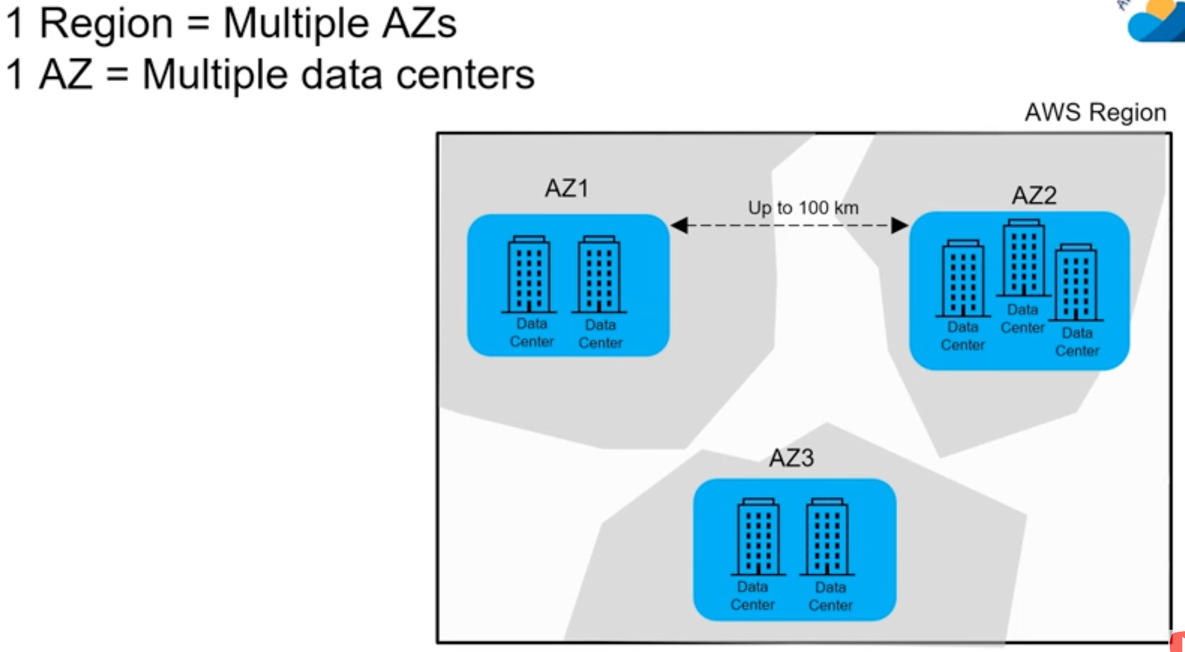 1 Region = Multiple AZs
1 AZ = Multiple data centers
AWS Region
AZ1
Up to 100 km
AZ2
Data
Center
Data
Center
Data
Center
Data
Center
Data
Center
AZ3
Data
Center
Data
Center